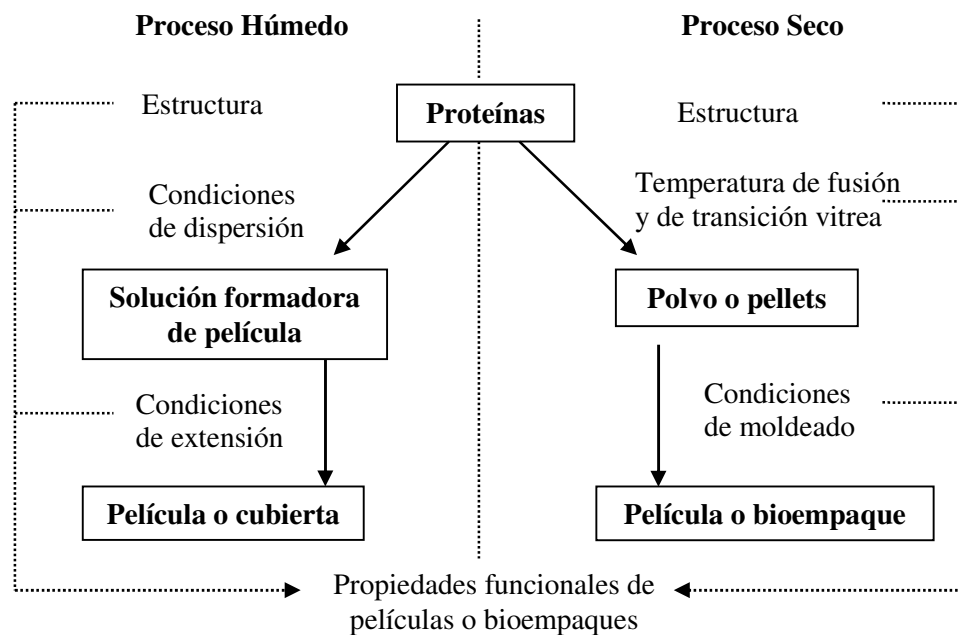 Proceso Húmedo
Proceso Seco
Estructura
Proteínas
Estructura
Condiciones
de dispersión
Temperatura de fusión
y de transición vitrea
Solución formadora
de película
Polvo o pellets
Condiciones
de extensión
Condiciones
de moldeado
Película o cubierta
Película o bioempaque
Propiedades funcionales de
películas o bioempaques